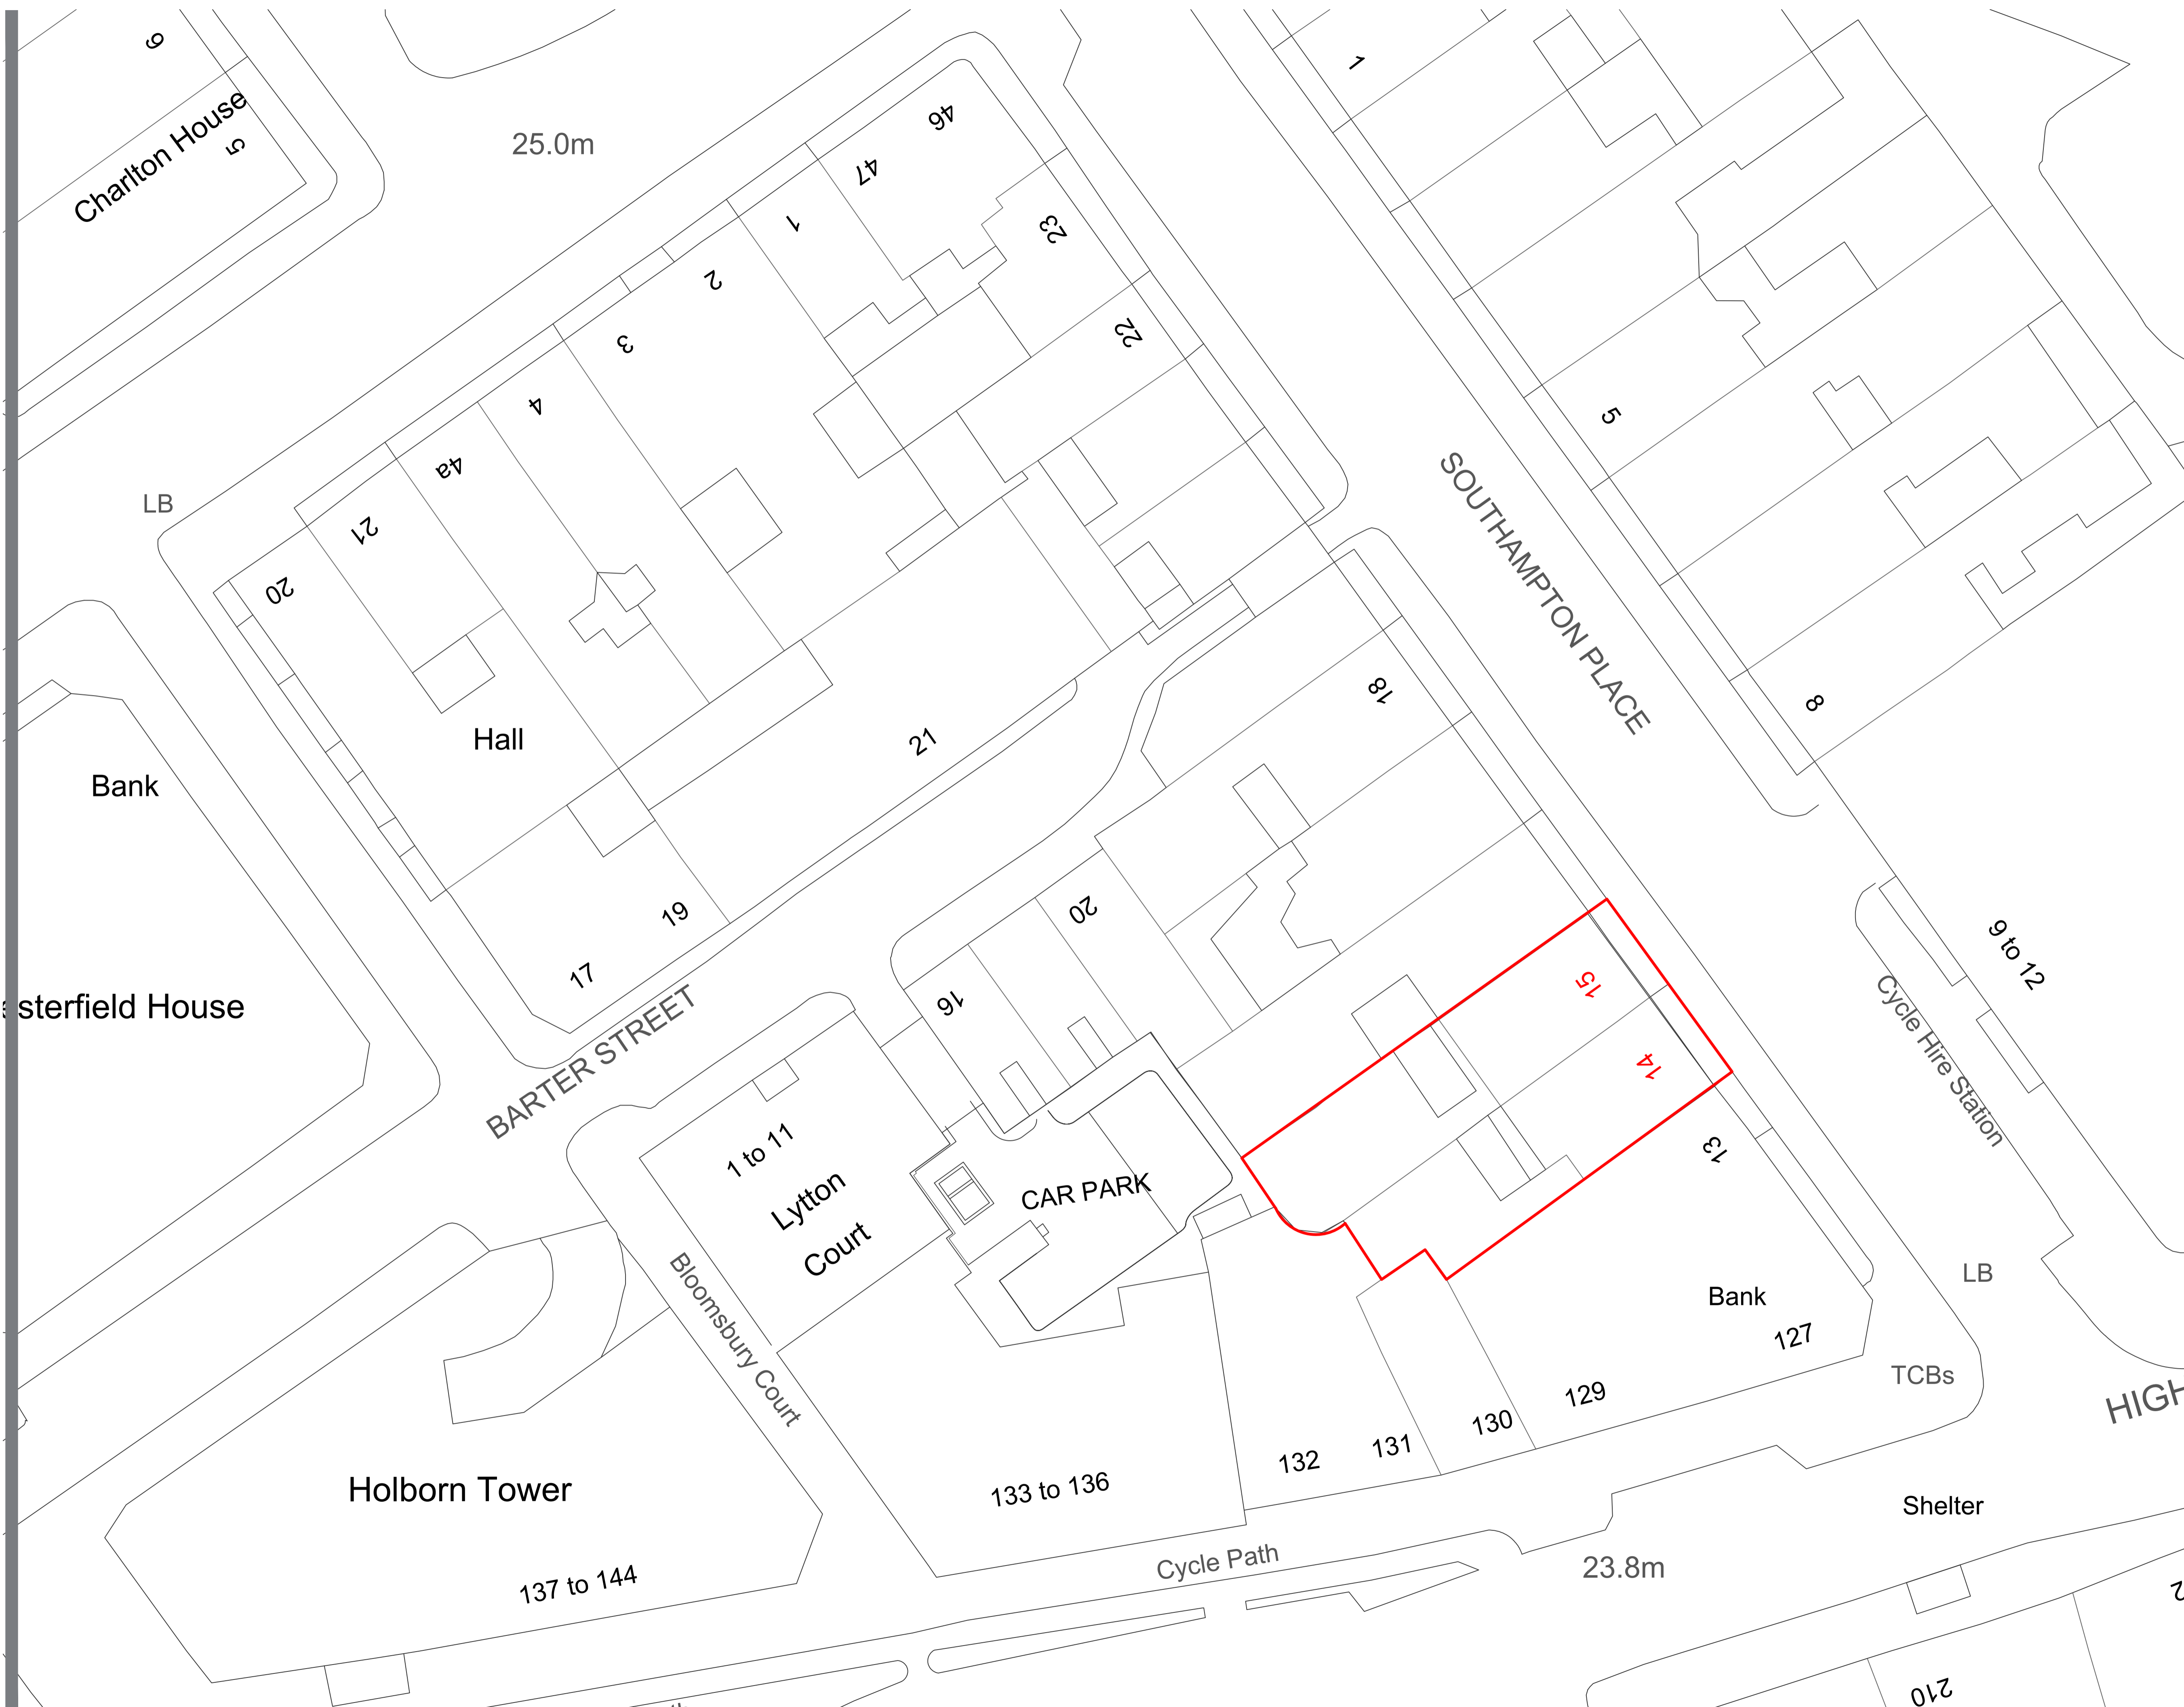 6
Charlton House
5
25.0m
46
47
1
23
1
2
22
3
4
5
4a
SOUTHAMPTON PLACE
LB
21
20
18
8
Hall
21
Bank
19
20
17
15
9 to 12
16
sterfield House
Cycle Hire Station
BARTER STREET
14
13
1 to 11
Lytton
Court
CAR PARK
Bloomsbury Court
LB
Bank
127
TCBs
129
130
131
132
HIGH
Holborn Tower
133 to 136
Shelter
Cycle Path
23.8m
137 to 144
210